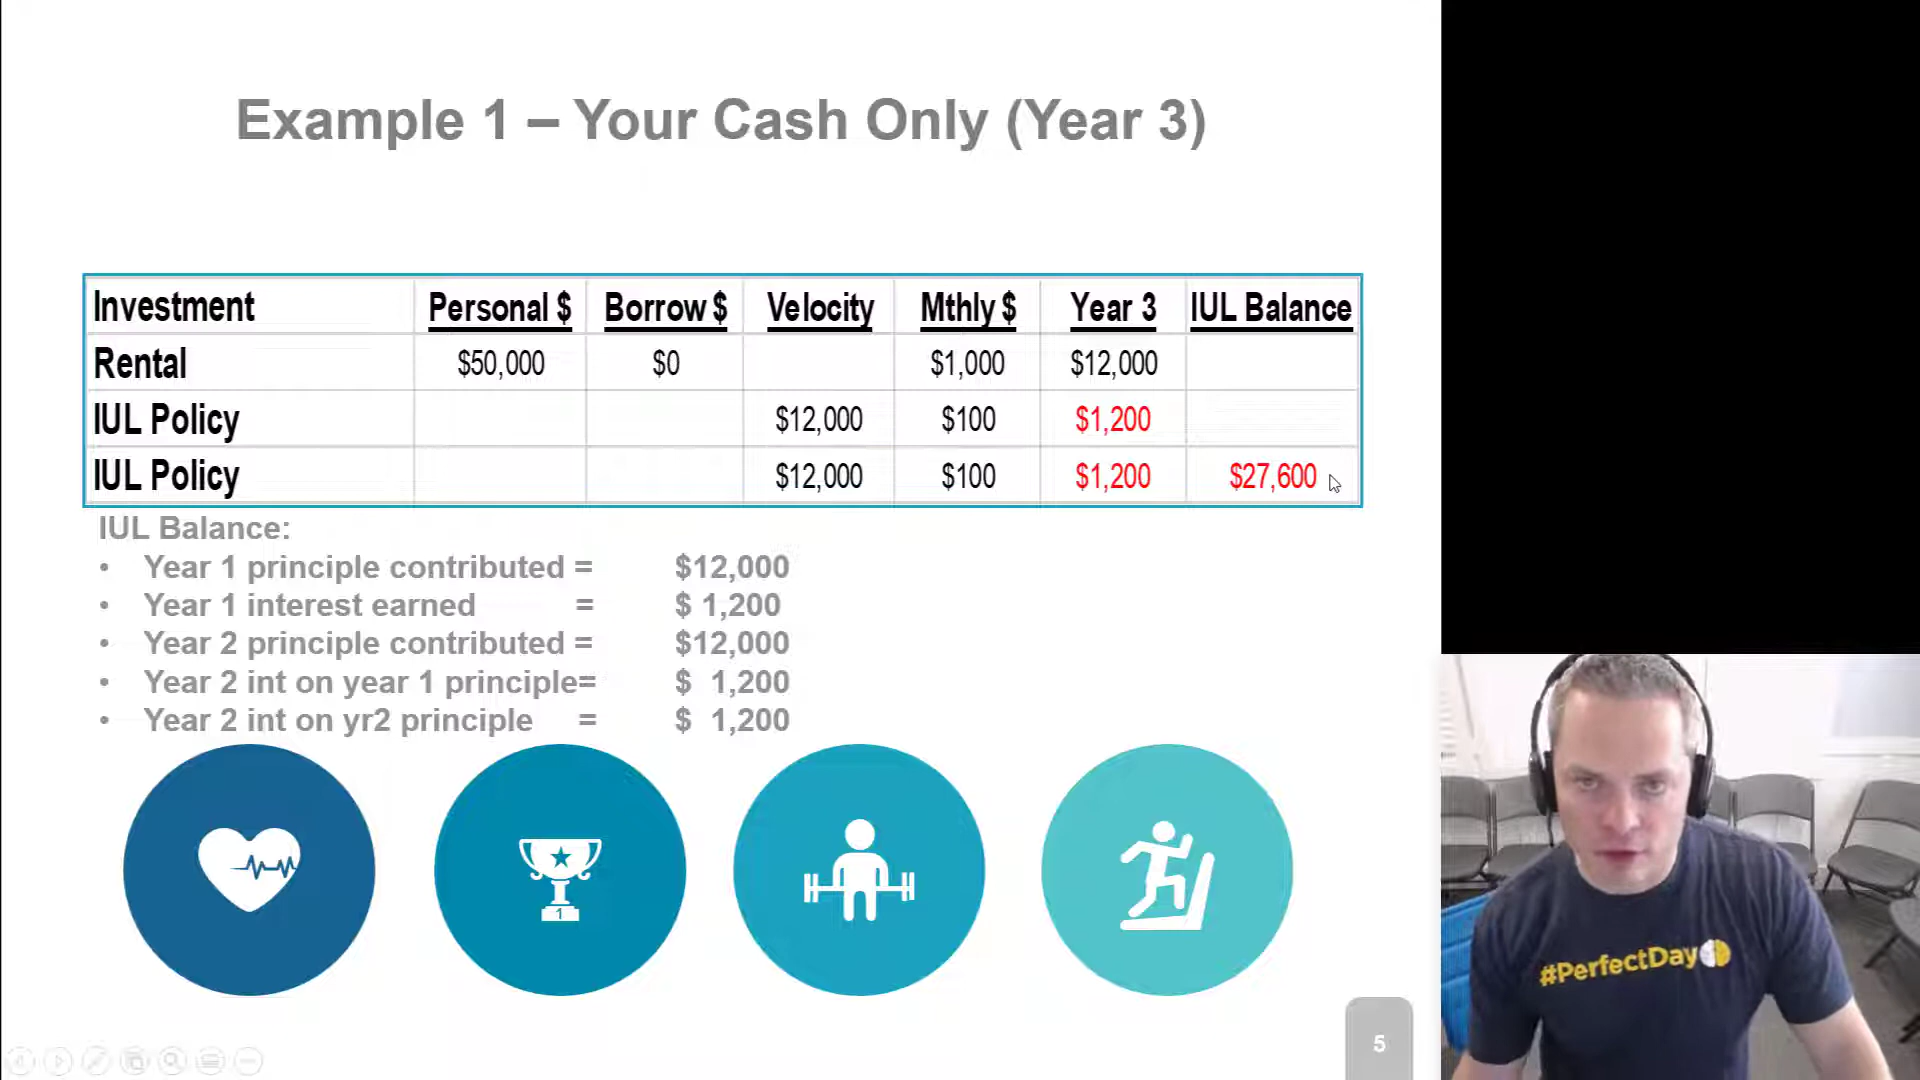 Example 1 – Your Cash Only (Year 3)
Investment Personal $ Borrow $ Velocity Mthly $ Year 3 IUL Balance
Rental $50,000 $0 $1,000 $12,000
IUL Policy $12,000 $100 $1,200
IUL Policy $12,000 $100 $1,200 $27,600
IUL Balance:
• Year 1 principle contributed = $12,000
• Year 1 interest earned = $ 1,200
• Year 2 principle contributed = $12,000
• Year 2 int on year 1 principle= $ 1,200
• Year 2 int on yr2 principle = $ 1,200
1
#PerfectDay
5